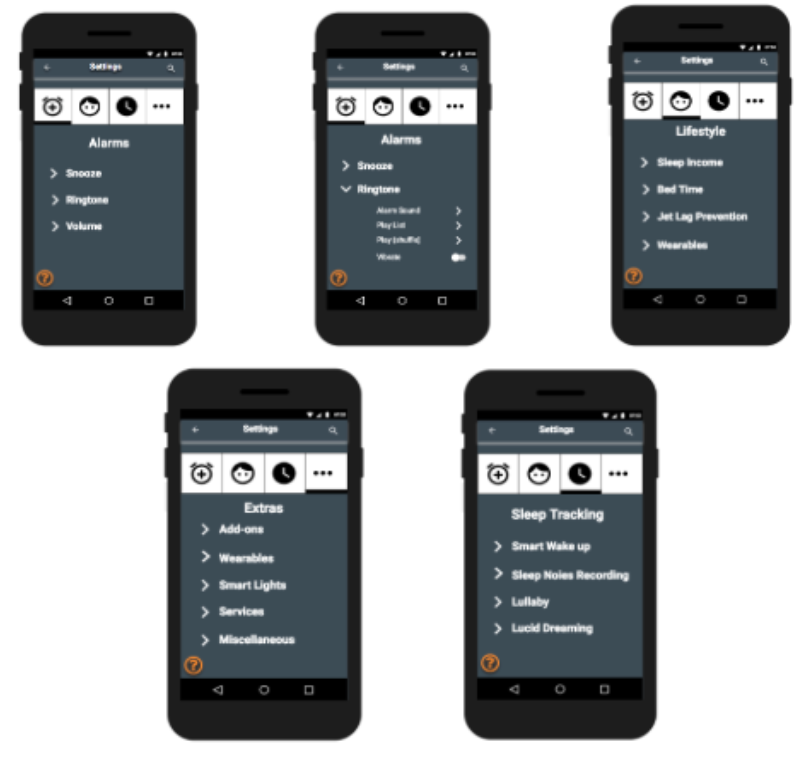 Settings
Alarms
Snooze
Ringtone
Volume
?
Settings
Alarms
Snooze
Ringtone
Alarm Sound
Play List
Play (shuffle)
Vibrate
?
Settings
Lifestyle
Sleep Income
Bed Time
Jet Lag Prevention
Wearables
?
Settings
Extras
Add-ons
Wearables
Smart Lights
Services
Miscellaneous
?
Settings
Sleep Tracking
Smart Wake up
Sleep Noies Recording
Lullaby
Lucid Dreaming
?